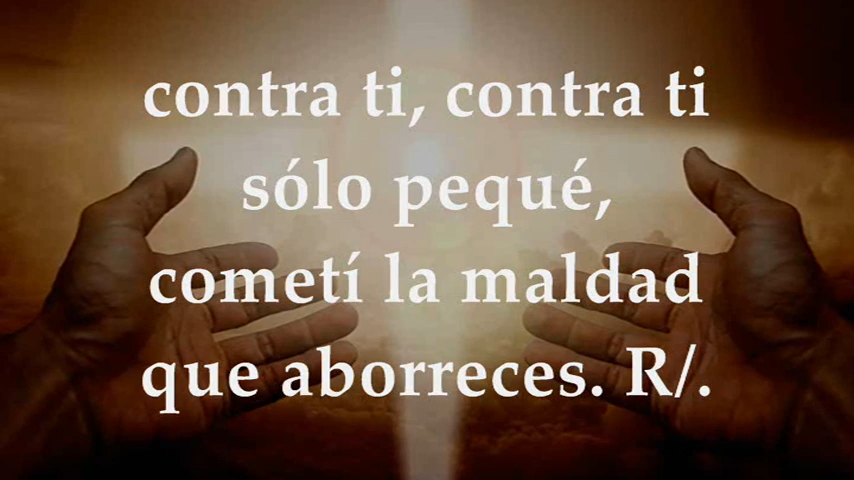 contra ti, contra ti
sólo pequé,
cometí la maldad
que aborreces. R/.